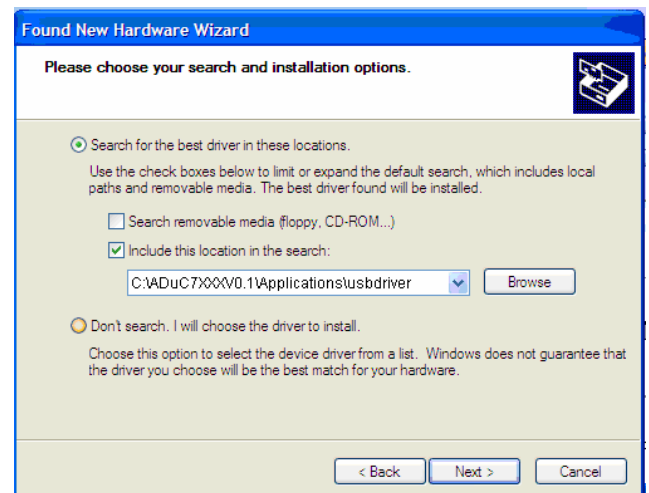 Found New Hardware Wizard
Please choose your search and installation options.
Search for the best driver in these locations.
Use the check boxes below to limit or expand the default search, which includes local
paths and removable media. The best driver found will be installed.
Search removable media (floppy, CD-ROM...)
Include this location in the search:
C:\ADuC7XXXV0.1\Applications\usbdriver
Browse
Don't search. I will choose the driver to install.
Choose this option to select the device driver from a list. Windows does not guarantee that
the driver you choose will be the best match for your hardware.
< Back Next > Cancel